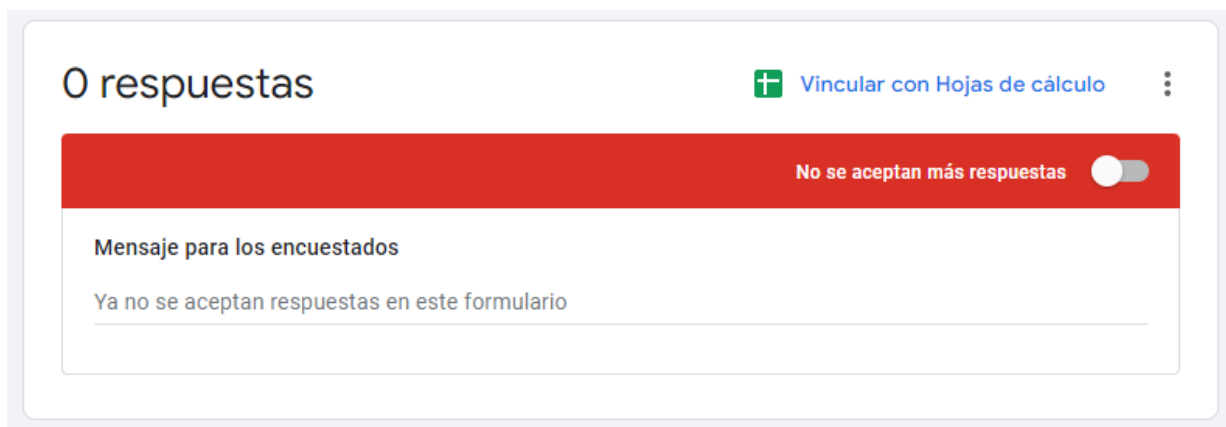 0 respuestas
Vincular con Hojas de cálculo
No se aceptan más respuestas
Mensaje para los encuestados
Ya no se aceptan respuestas en este formulario